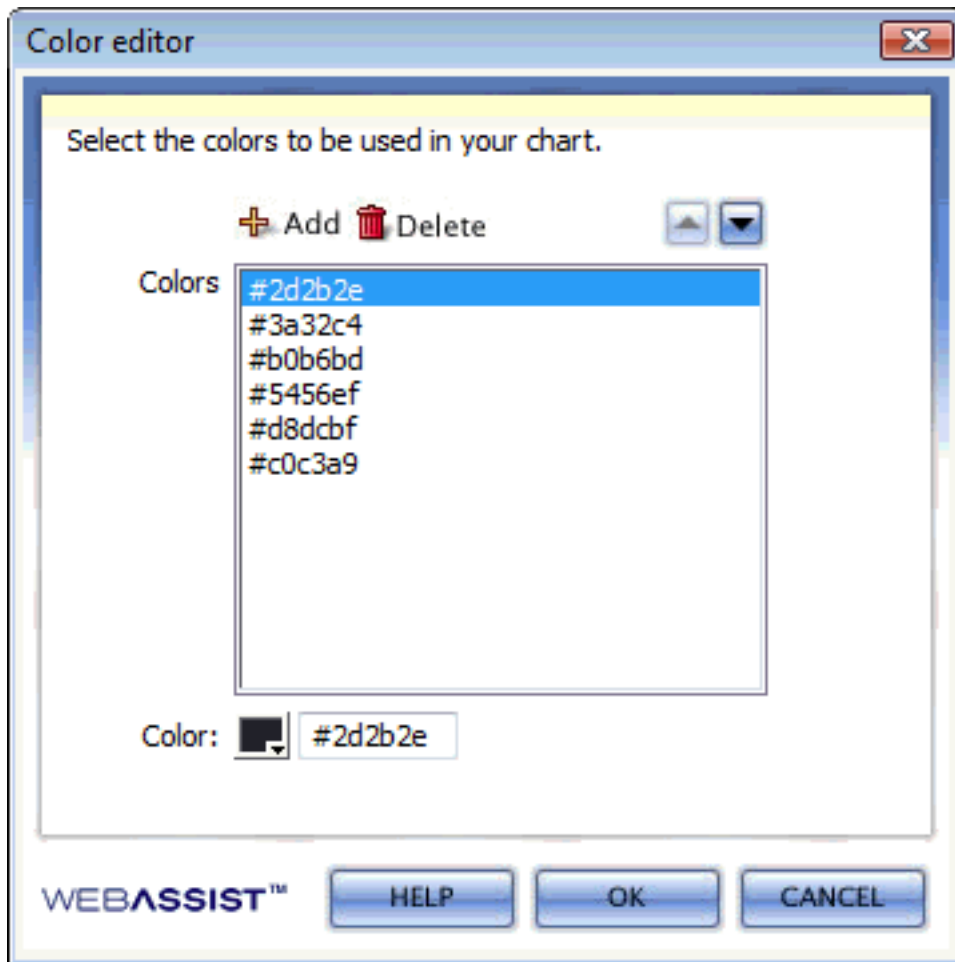 Color editor
Select the colors to be used in your chart.
Add Delete
Colors
#2d2b2e
#3a32c4
#b0b6bd
#5456ef
#d8dcbf
#c0c3a9
Color: #2d2b2e
WEBASSIST™ HELP OK CANCEL